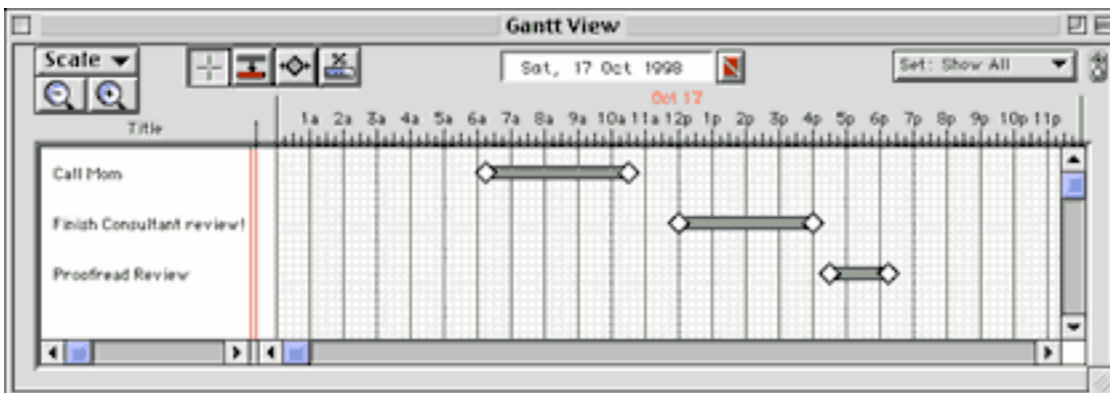 Gantt View
Scale
Sat, 17 Oct 1998
Set: Show All
Oct 17
Title
1a 2a 3a 4a 5a 6a 7a 8a 9a 10a 11a 12p 1p 2p 3p 4p 5p 6p 7p 8p 9p 10p 11p
Call Mom
Finish Consultant review!
Proofread Review